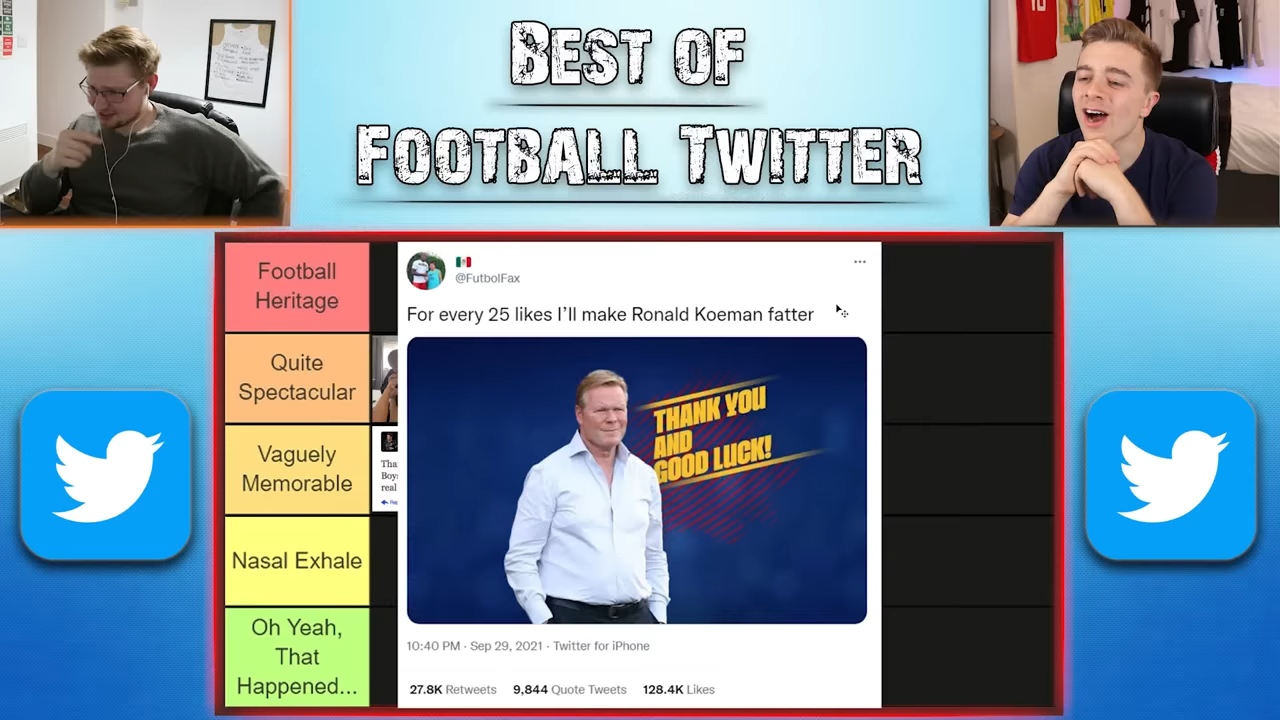 BEST OF
FOOTBALL TWITTER
Football
Heritage
Quite
Spectacular
Vaguely
Memorable
Nasal Exhale
Oh Yeah,
That
Happened...
@FutbolFax
For every 25 likes I’ll make Ronald Koeman fatter
THANK YOU
AND
GOOD LUCK!
10:40 PM · Sep 29, 2021 · Twitter for iPhone
27.8K Retweets 9,844 Quote Tweets 128.4K Likes
real